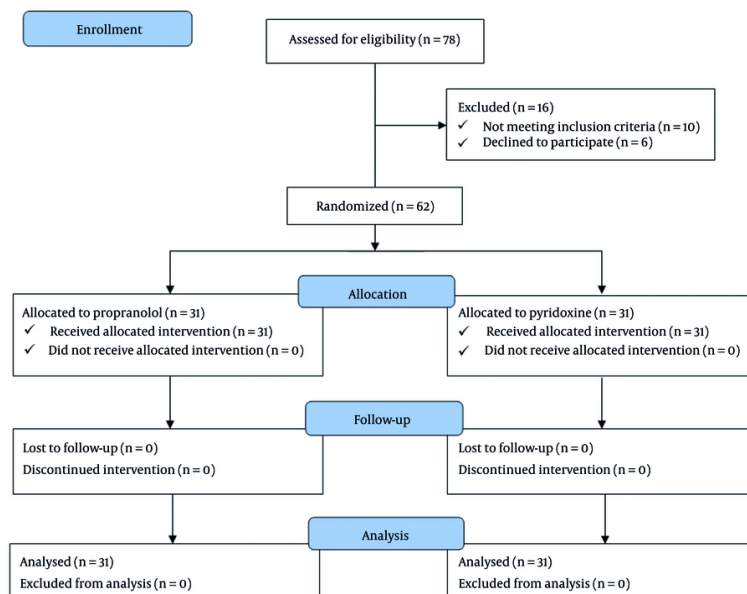 Enrollment
Assessed for eligibility (n = 78)
Excluded (n = 16)
✓ Not meeting inclusion criteria (n = 10)
✓ Declined to participate (n = 6)
Randomized (n = 62)
Allocation
Allocated to propranolol (n = 31)
✓ Received allocated intervention (n = 31)
✓ Did not receive allocated intervention (n = 0)
Allocated to pyridoxine (n = 31)
✓ Received allocated intervention (n = 31)
✓ Did not receive allocated intervention (n = 0)
Follow-up
Lost to follow-up (n = 0)
Discontinued intervention (n = 0)
Lost to follow-up (n = 0)
Discontinued intervention (n = 0)
Analysis
Analysed (n = 31)
Excluded from analysis (n = 0)
Analysed (n = 31)
Excluded from analysis (n = 0)